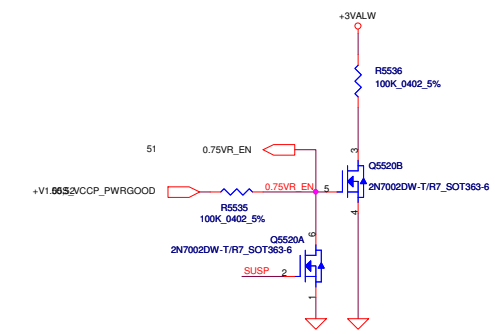 +3VALW
R5536
100K_0402_5%
51 0.75VR_EN
3
Q5520B
0.75VR_EN 5
2N7002DW-T/R7_SOT363-6
VCCP_PWRGOOD
R5535
100K_0402_5%
4
6
Q5520A
2N7002DW-T/R7_SOT363-6
SUSP 2
1